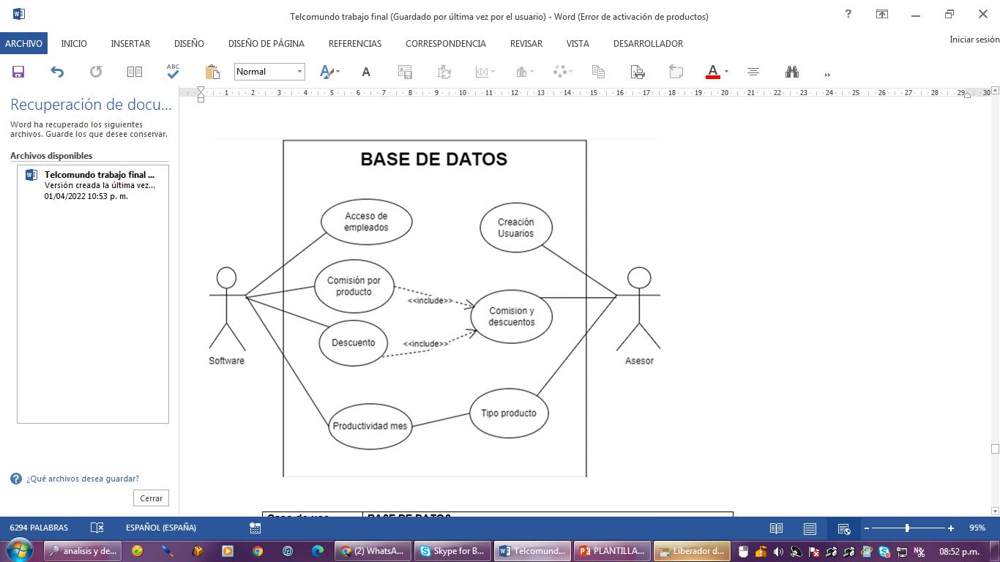 Telcomundo trabajo final (Guardado por última vez por el usuario) - Word (Error de activación de productos)
?
ARCHIVO INICIO INSERTAR DISEÑO DISEÑO DE PÁGINA REFERENCIAS CORRESPONDENCIA REVISAR VISTA DESARROLLADOR
Iniciar sesión
ABC
Normal
A A A
1 2 3 4 5 6 7 8 9 10 11 12 13 14 15 16 17 18 19 20 21 22 23 24 25 26 27 28 29 30
Recuperación de docu...
Word ha recuperado los siguientes
archivos. Guarde los que desee conservar.
Archivos disponibles
Telcomundo trabajo final ...
Versión creada la última vez...
01/04/2022 10:53 p. m.
¿Qué archivos desea guardar?
Cerrar
BASE DE DATOS
Acceso de
empleados
Creación
Usuarios
Comisión por
producto
<<include>>
Comision y
descuentos
Descuento
<<include>>
Software
Asesor
Productividad mes
Tipo producto
Caso de uso
BASE DE DATOS
6294 PALABRAS
ESPAÑOL (ESPAÑA)
95%
analisis y de...
(2) WhatsA...
Skype for B...
Telcomund...
PLANTILLA...
Liberador d...
08:52 p.m.